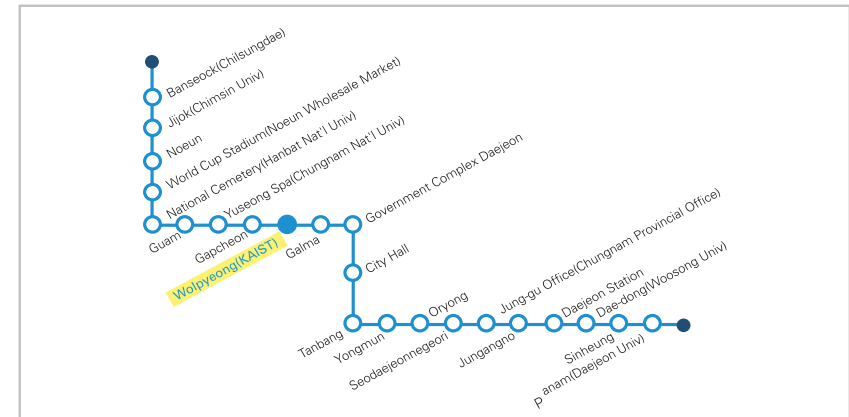 Banseock(Chilsungdae)
Jijok(Chimsin Univ)
Noeun
World Cup Stadium(Noeun Wholesale Market)
National Cemetery(Hanbat Nat'l Univ)
Guam
Yuseong Spa(Chungnam Nat'l Univ)
Gapcheon
Wolpyeong(KAIST)
Galma
Government Complex Daejeon
City Hall
Tanbang
Yongmun
Oryong
Seodaejeonnegeori
Jung-gu Office(Chungnam Provincial Office)
Jungangno
Daejeon Station
Dae-dong(Woosong Univ)
Sinheung
Panam(Daejeon Univ)